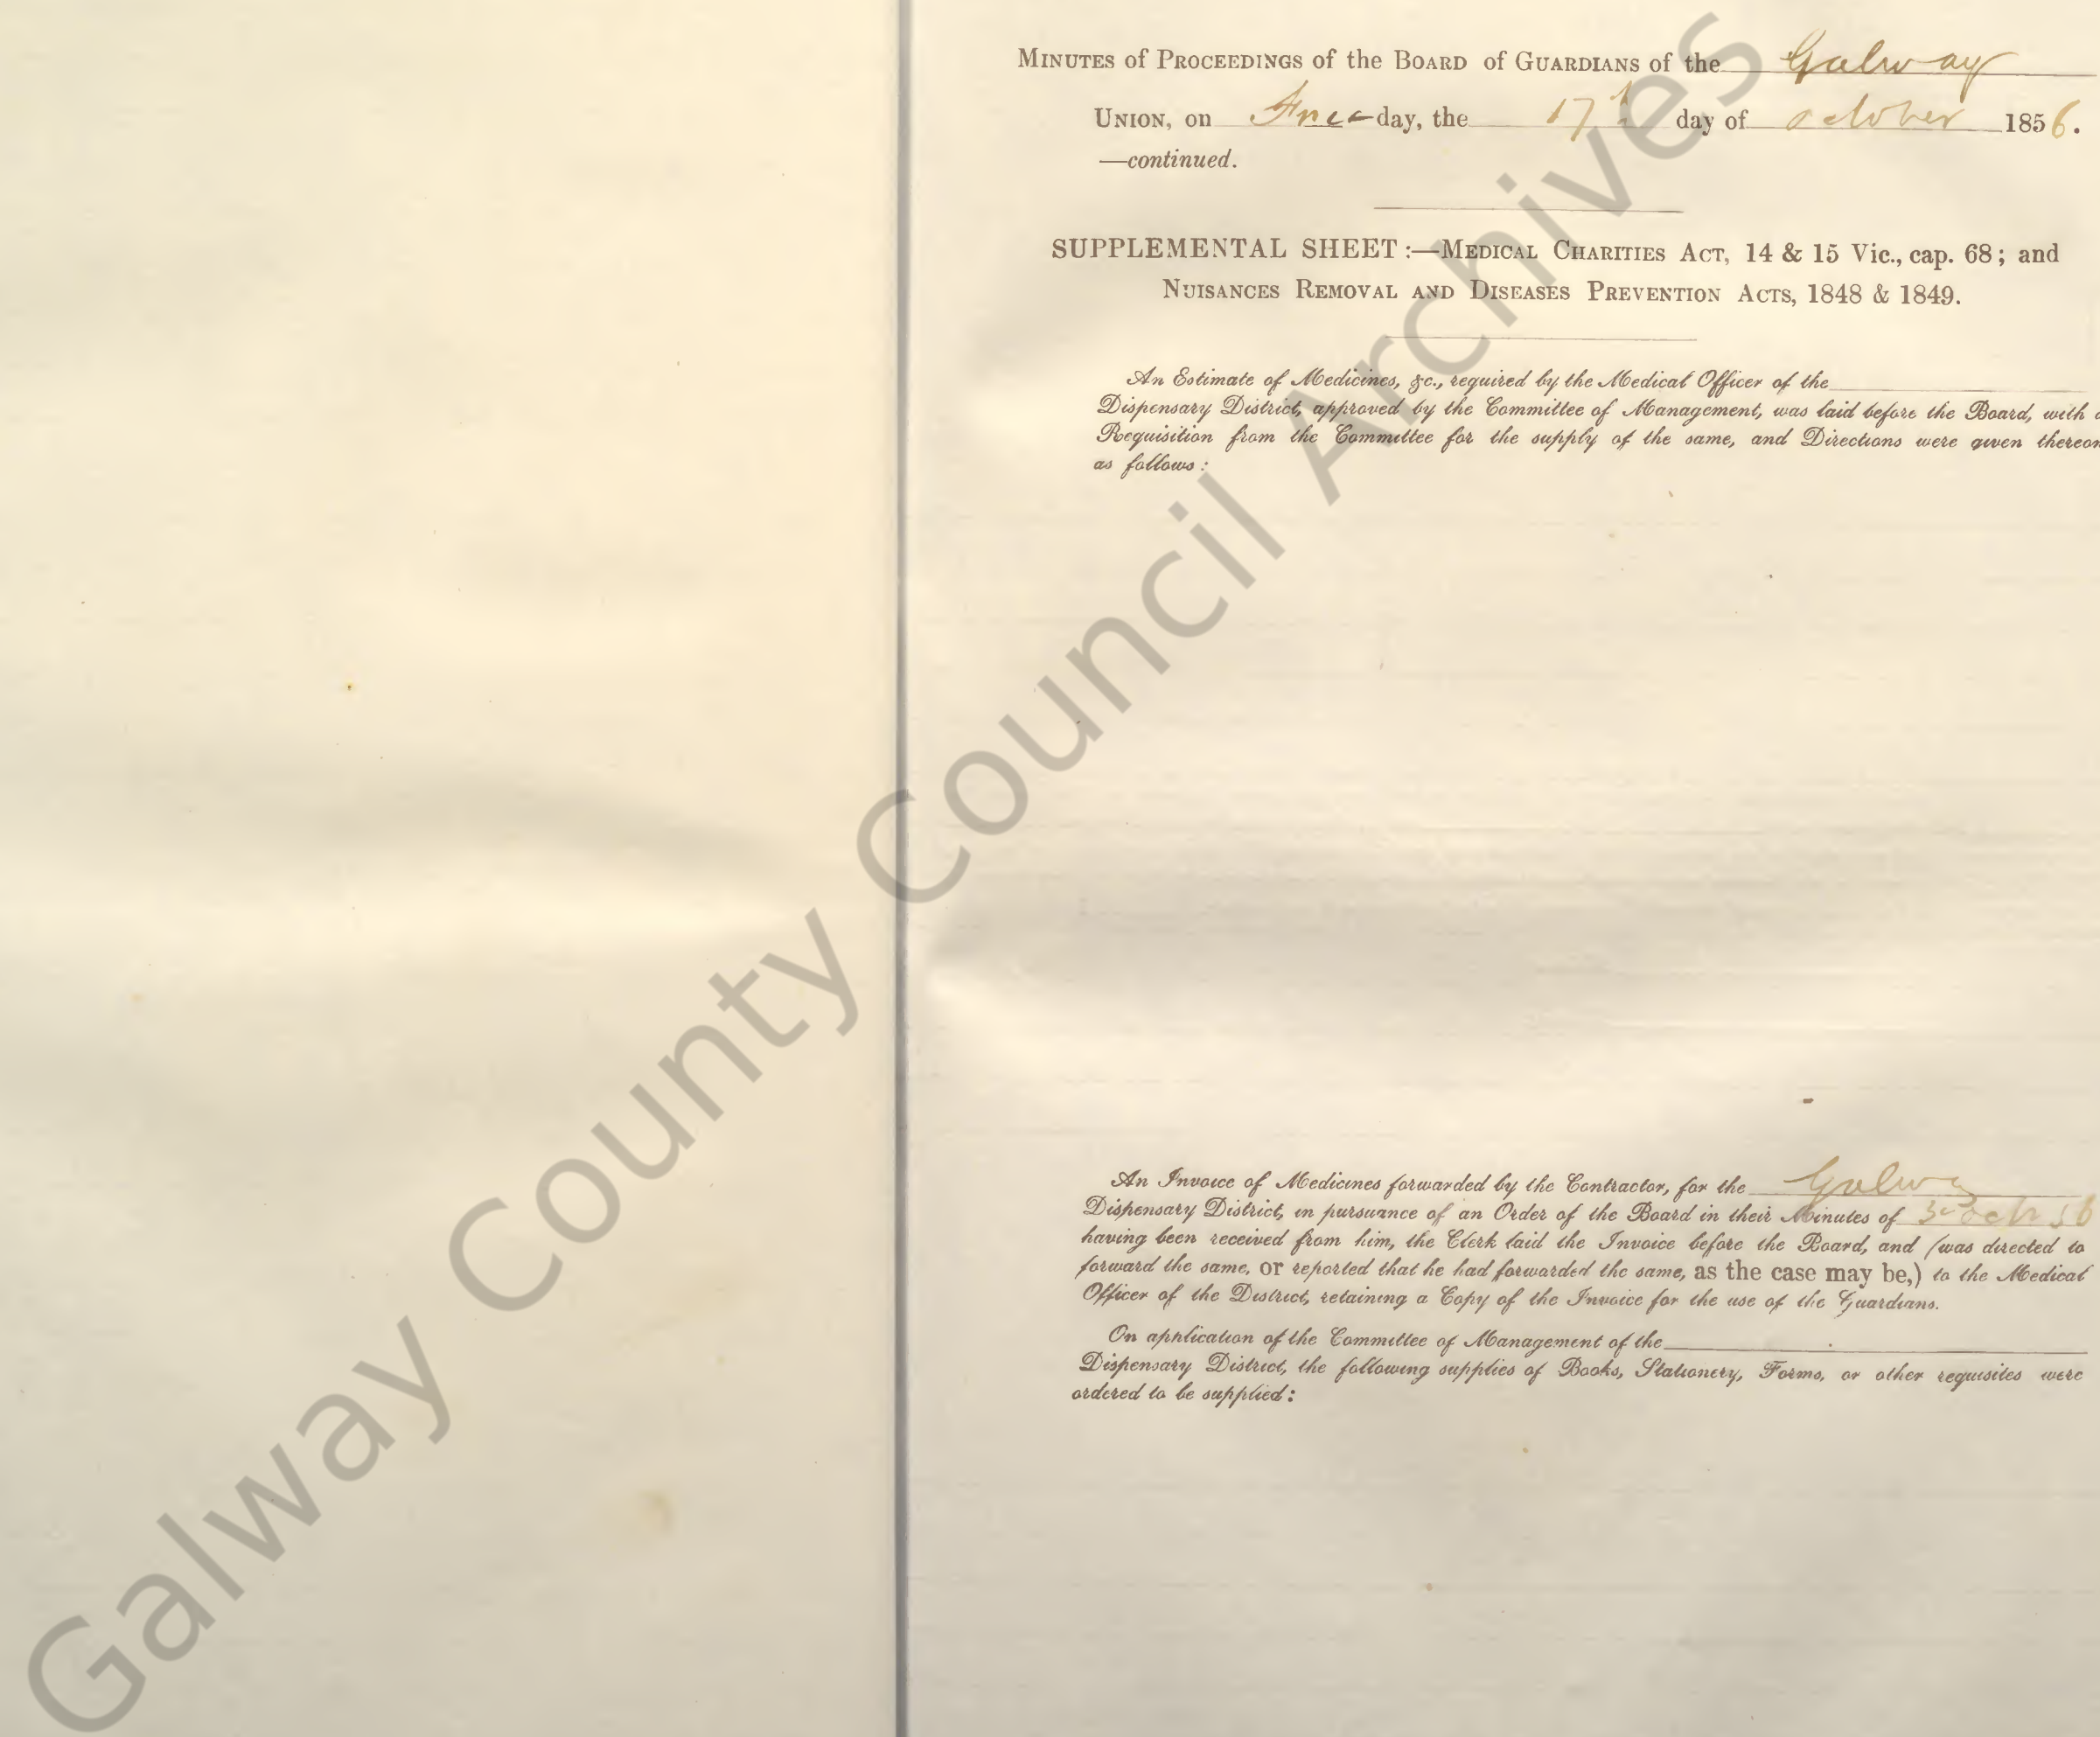 MINUTES of PROCEEDINGS of the BOARD of GUARDIANS of the Galway
UNION, on Friday, the 17th day of October 1856.
—continued.
SUPPLEMENTAL SHEET:—MEDICAL CHARITIES ACT, 14 & 15 Vic., cap. 68; and
NUISANCES REMOVAL AND DISEASES PREVENTION ACTS, 1848 & 1849.
An Estimate of Medicines, &c., required by the Medical Officer of the
Dispensary District, approved by the Committee of Management, was laid before the Board, with
Requisition from the Committee for the supply of the same, and Directions were given thereon
as follows:
An Invoice of Medicines forwarded by the Contractor, for the Galway
Dispensary District, in pursuance of an Order of the Board in their Minutes of 56
having been received from him, the Clerk laid the Invoice before the Board, and (was directed to
forward the same, or reported that he had forwarded the same, as the case may be,) to the Medical
Officer of the District, retaining a Copy of the Invoice for the use of the Guardians.
On application of the Committee of Management of the
Dispensary District, the following supplies of Books, Stationery, Forms, or other requisites were
ordered to be supplied:
Galway County Council Archives